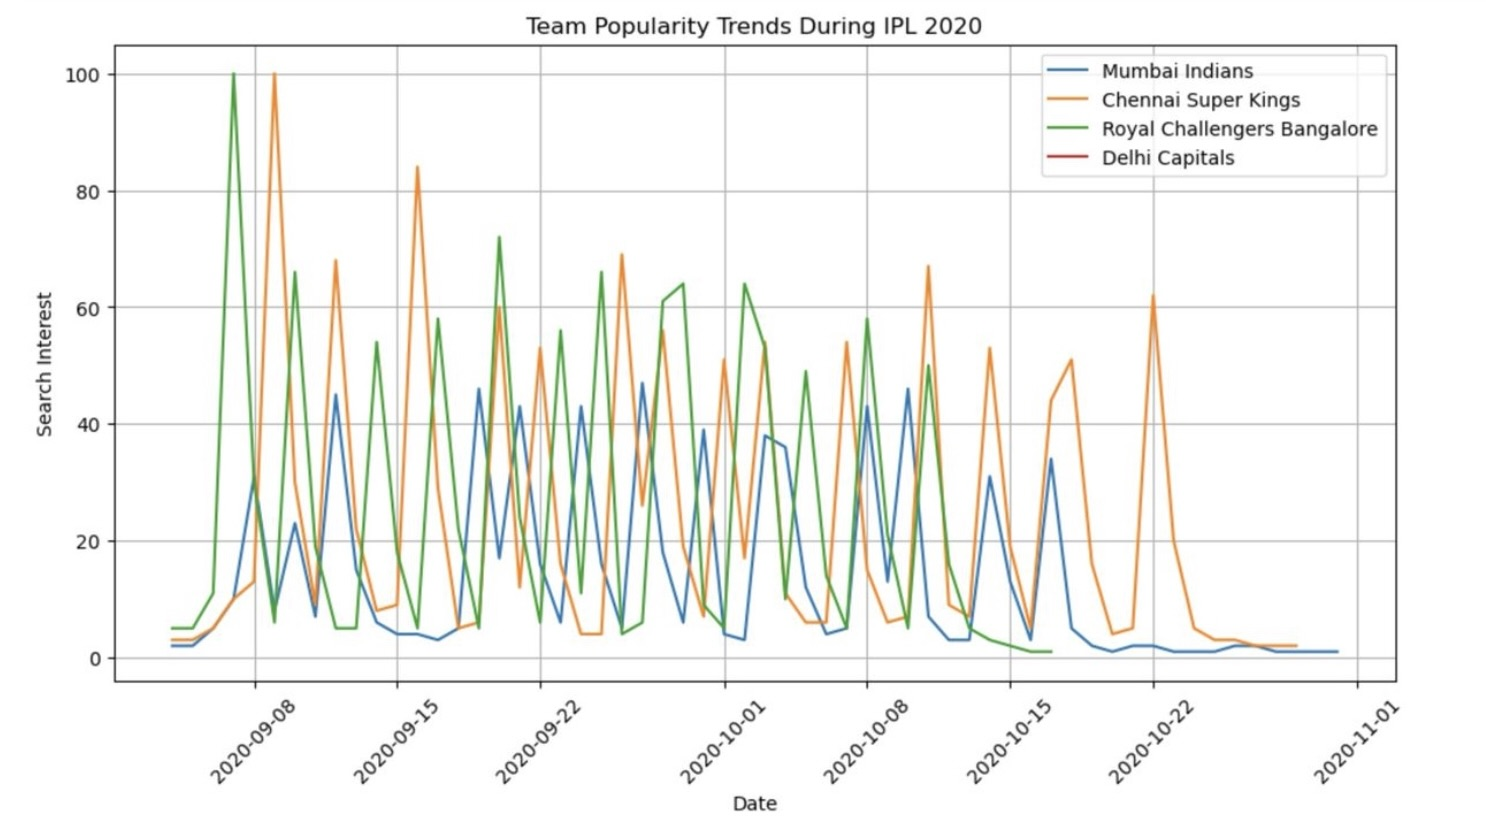 Team Popularity Trends During IPL 2020
Mumbai Indians
Chennai Super Kings
Royal Challengers Bangalore
Delhi Capitals
100
80
60
40
20
0
Search Interest
2020-09-08
2020-09-15
2020-09-22
2020-10-01
2020-10-08
2020-10-15
2020-10-22
2020-11-01
Date